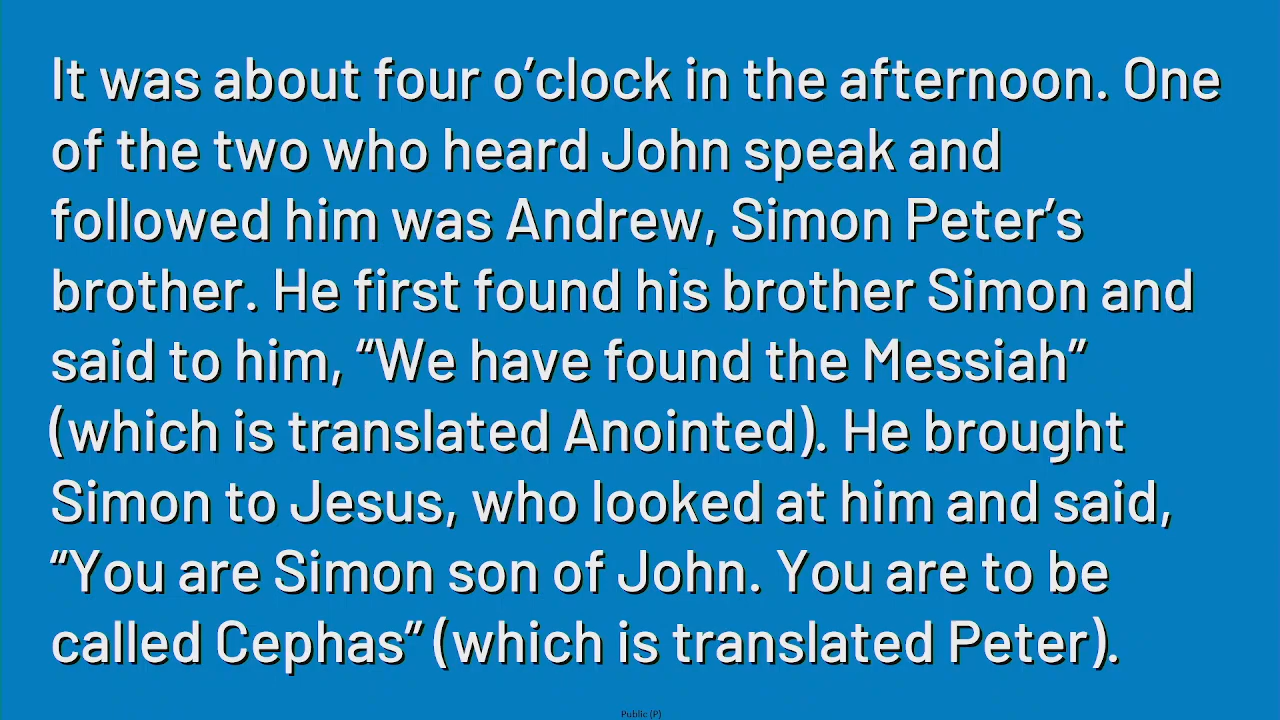 It was about four o’clock in the afternoon. One
of the two who heard John speak and
followed him was Andrew, Simon Peter’s
brother. He first found his brother Simon and
said to him, “We have found the Messiah”
(which is translated Anointed). He brought
Simon to Jesus, who looked at him and said,
“You are Simon son of John. You are to be
called Cephas” (which is translated Peter).
Public (P)